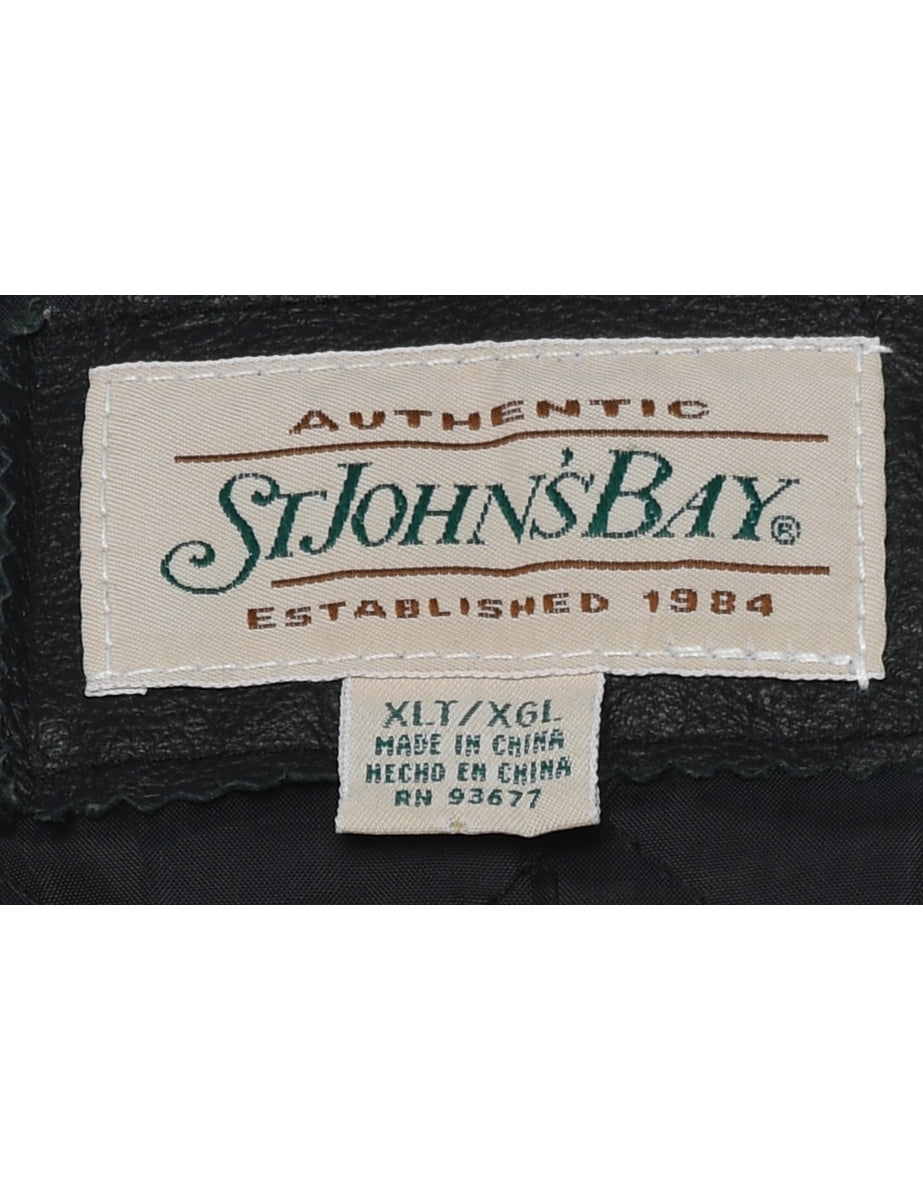 AUTHENTIC
ST JOHN'S BAY®
ESTABLISHED 1984
XLT/XGL
MADE IN CHINA
HECHO EN CHINA
RN 93677